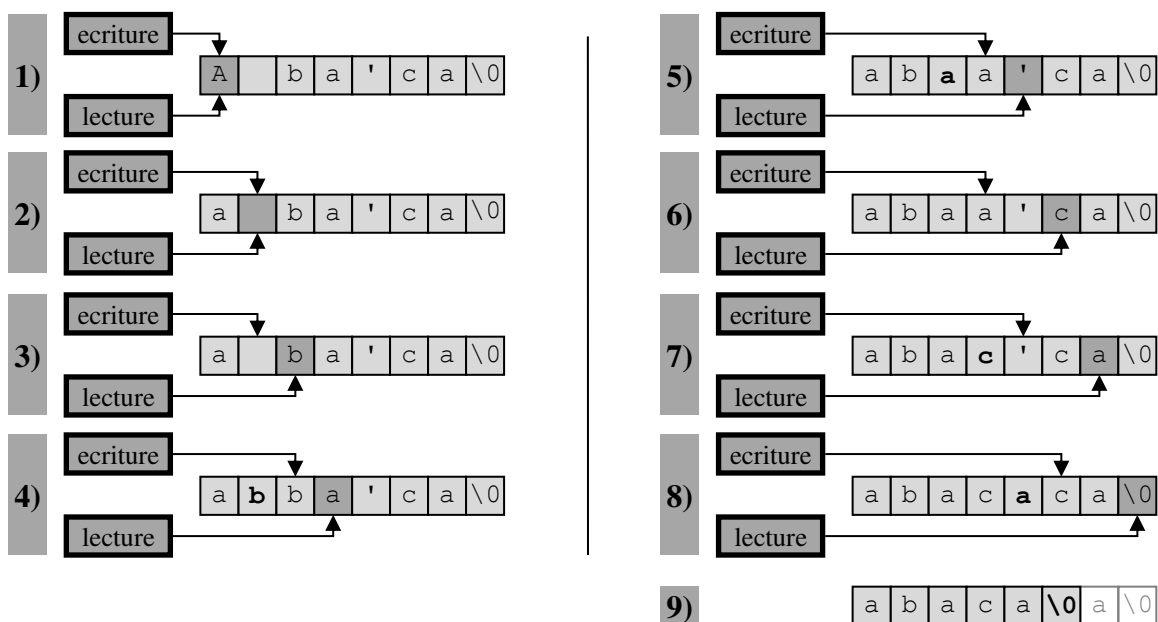 1)
ecriture
A b a ' c a \0
lecture
2)
ecriture
a b a ' c a \0
lecture
3)
ecriture
a b a ' c a \0
lecture
4)
ecriture
a b b a ' c a \0
lecture
5)
ecriture
a b a a ' c a \0
lecture
6)
ecriture
a b a a ' c a \0
lecture
7)
ecriture
a b a c ' c a \0
lecture
8)
ecriture
a b a c a c a \0
lecture
9)
a b a c a \0 a \0